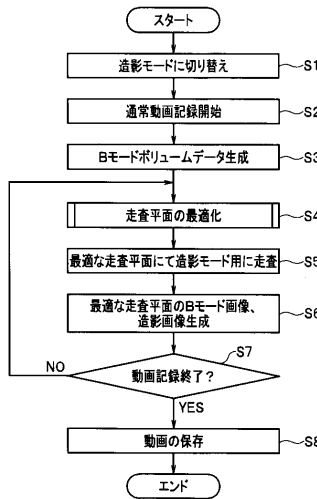 スタート
造影モードに切り替え
S1
通常動画記録開始
S2
Bモードボリュームデータ生成
S3
走査平面の最適化
S4
最適な走査平面にて造影モード用に走査
S5
最適な走査平面のBモード画像、
造影画像生成
S6
S7
動画記録終了?
NO
YES
動画の保存
S8
エンド